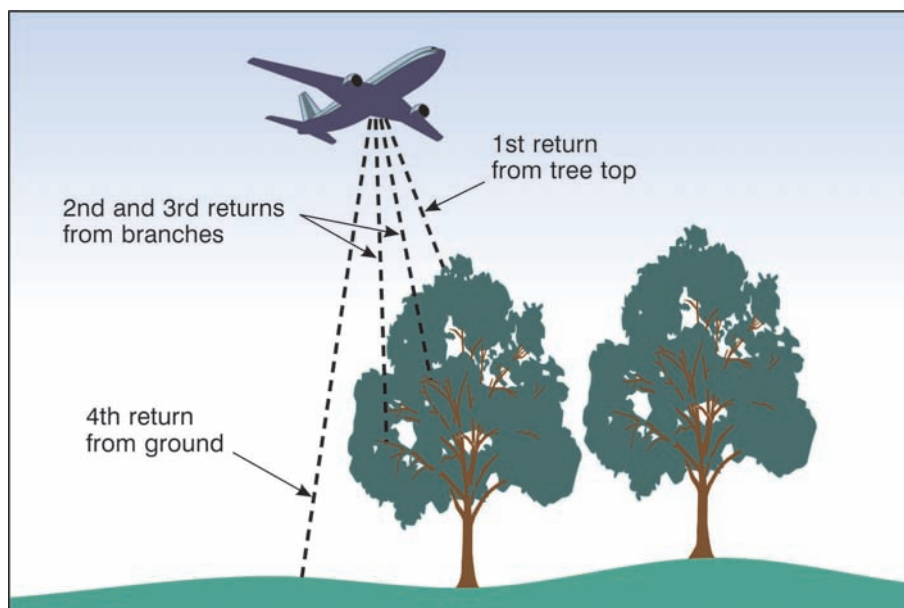 1st return
from tree top
2nd and 3rd returns
from branches
4th return
from ground